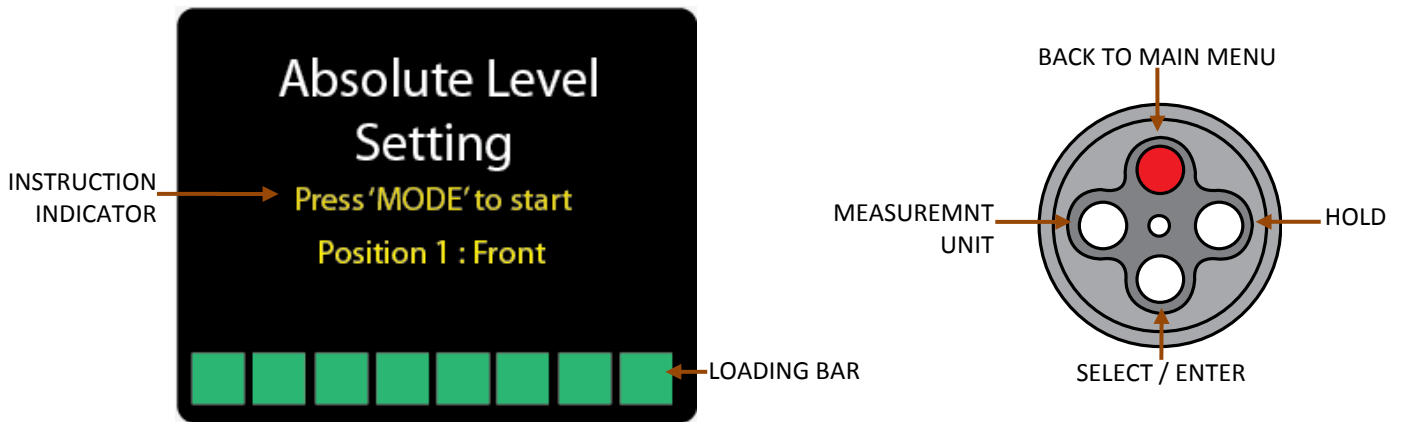 Absolute Level
Setting
Press 'MODE' to start
Position 1 : Front
INSTRUCTION
INDICATOR
LOADING BAR
BACK TO MAIN MENU
MEASUREMNT
UNIT
HOLD
SELECT / ENTER